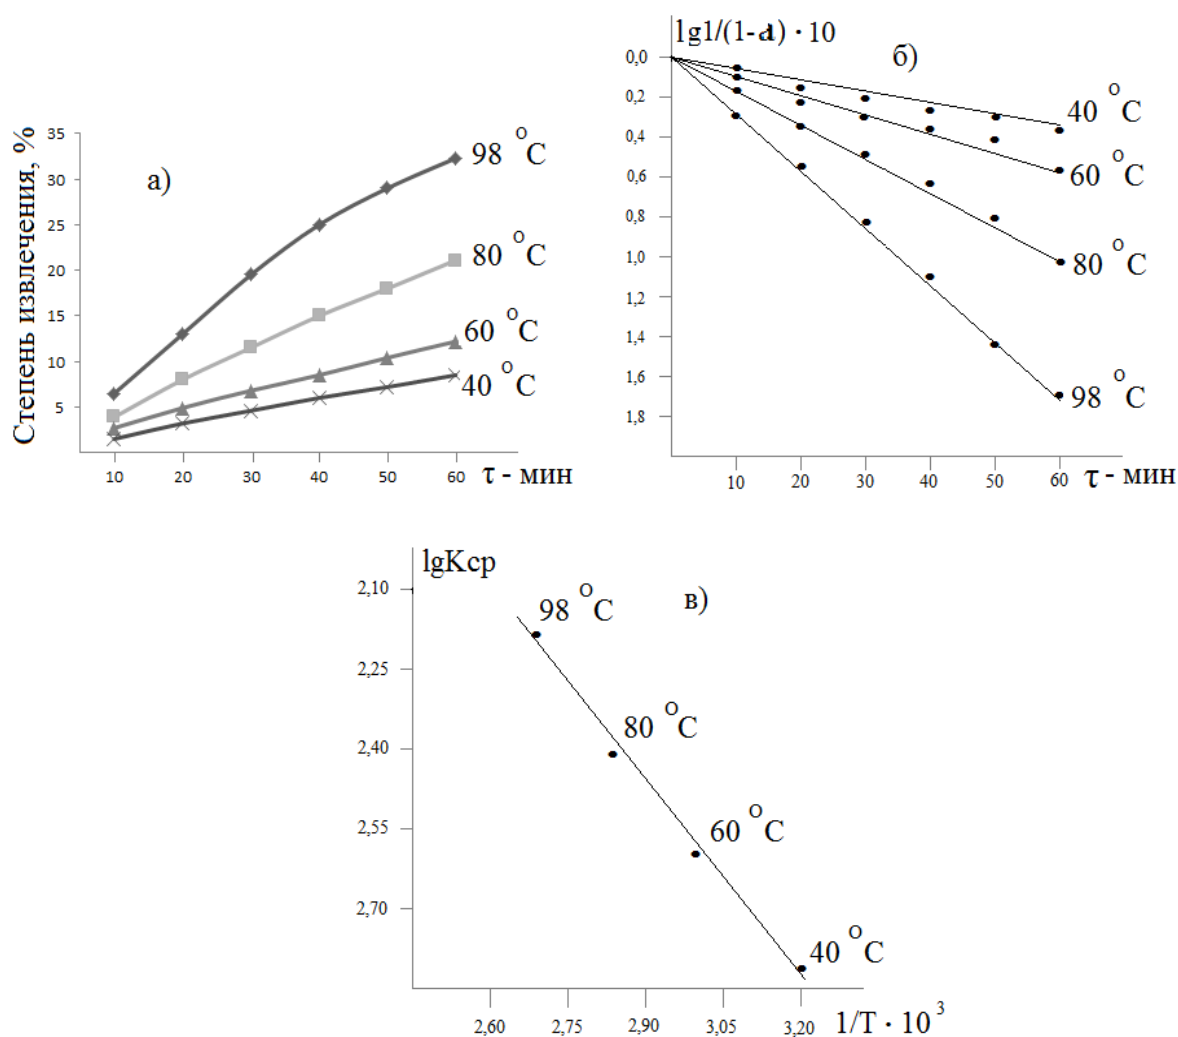 Степень извлечения, %
35
30
25
20
15
10
5
а)
98 °C
80 °C
60 °C
40 °C
10 20 30 40 50 60 τ - мин
lg1/(1-α) · 10
б)
0,0
0,2
0,4
0,6
0,8
1,0
1,2
1,4
1,6
1,8
40 °C
60 °C
80 °C
98 °C
10 20 30 40 50 60 τ - мин
lgKcp
в)
2,10
2,25
2,40
2,55
2,70
98 °C
80 °C
60 °C
40 °C
2,60 2,75 2,90 3,05 3,20 1/T · 10³